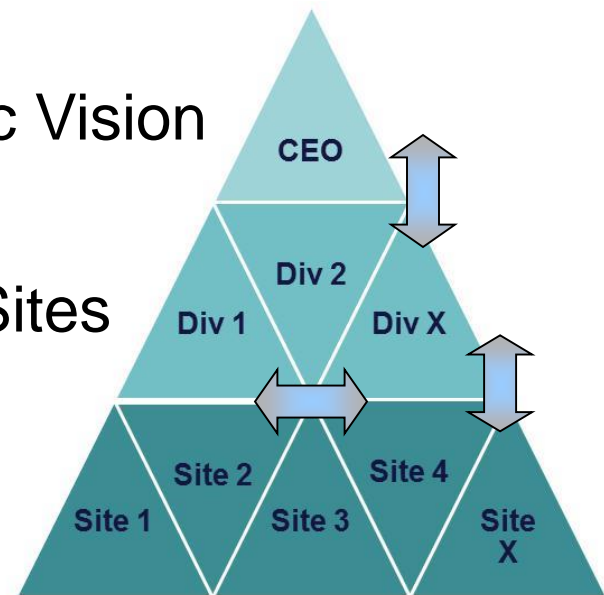 c Vision
CEO
Div 2
Sites
Div 1
Div X
Site 2
Site 4
Site 1
Site 3
Site
X